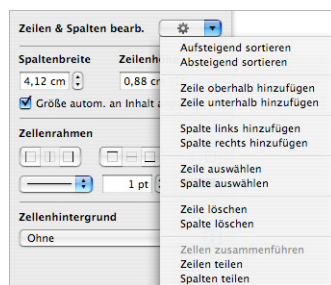 Zeilen & Spalten bearb.
Spaltenbreite
4,12 cm
0,88 c
Größe autom. an Inhalt
Zellenrahmen
1 pt
Zellenhintergrund
Ohne
Aufsteigend sortieren
Absteigend sortieren
Zeile oberhalb hinzufügen
Zeile unterhalb hinzufügen
Spalte links hinzufügen
Spalte rechts hinzufügen
Zeile auswählen
Spalte auswählen
Zeile löschen
Spalte löschen
Zellen zusammenführen
Zeilen teilen
Spalten teilen